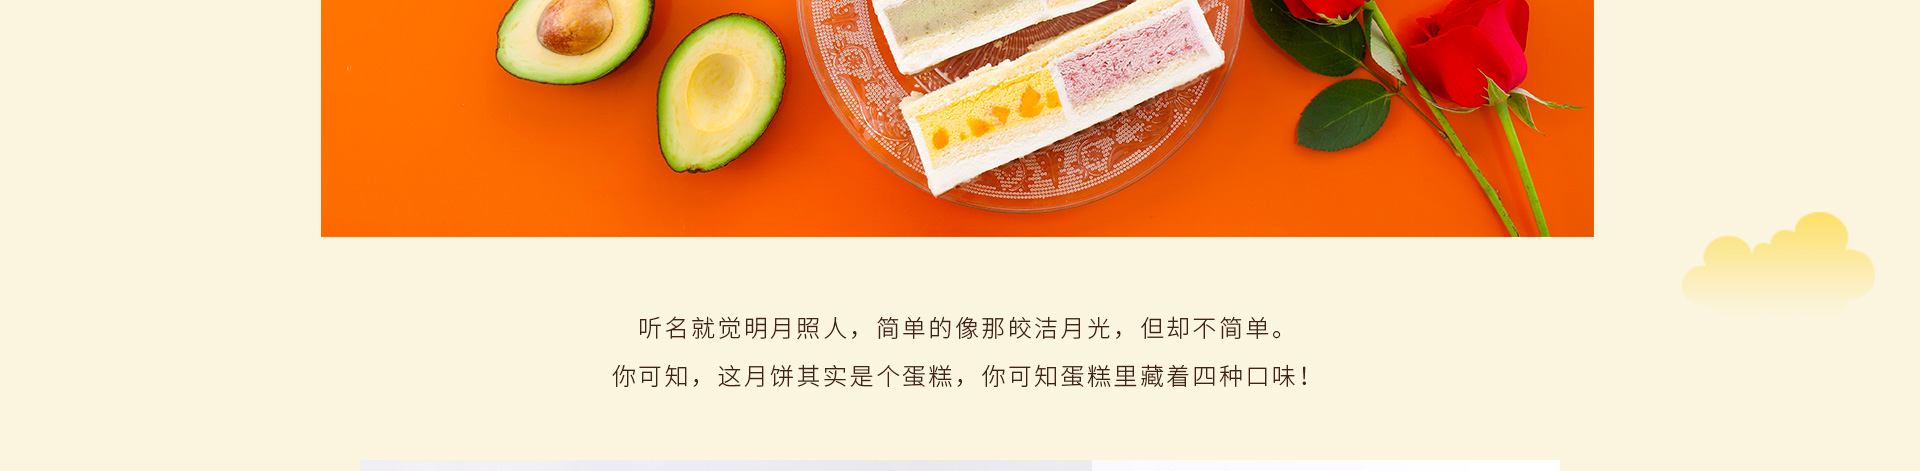 听名就觉明月照人，简单的像那皎洁月光，但却不简单。
你可知，这月饼其实是个蛋糕，你可知蛋糕里藏着四种口味！